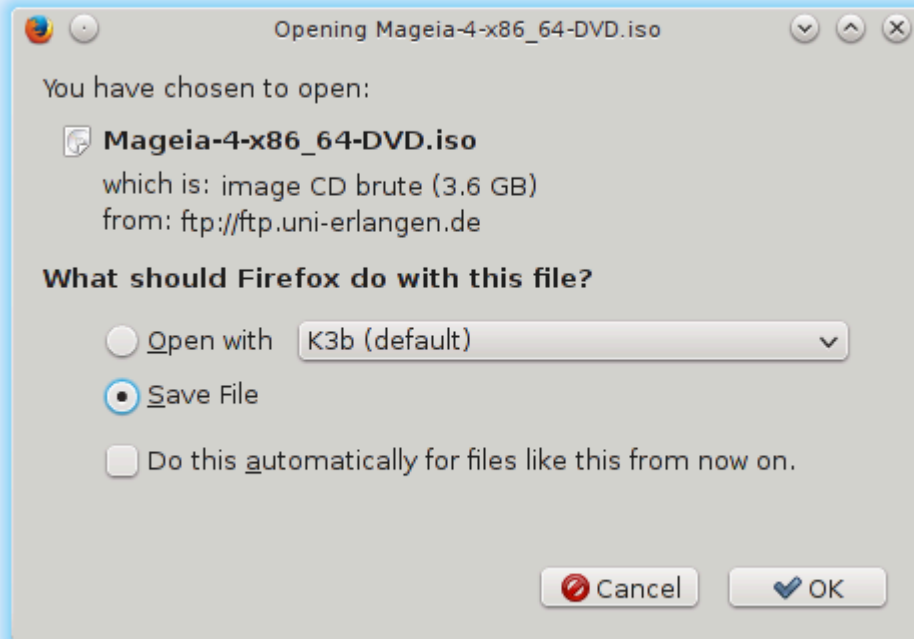 Opening Mageia-4-x86_64-DVD.iso
You have chosen to open:
Mageia-4-x86_64-DVD.iso
which is: image CD brute (3.6 GB)
from: ftp://ftp.uni-erlangen.de
What should Firefox do with this file?
Open with K3b (default)
Save File
Do this automatically for files like this from now on.
Cancel OK